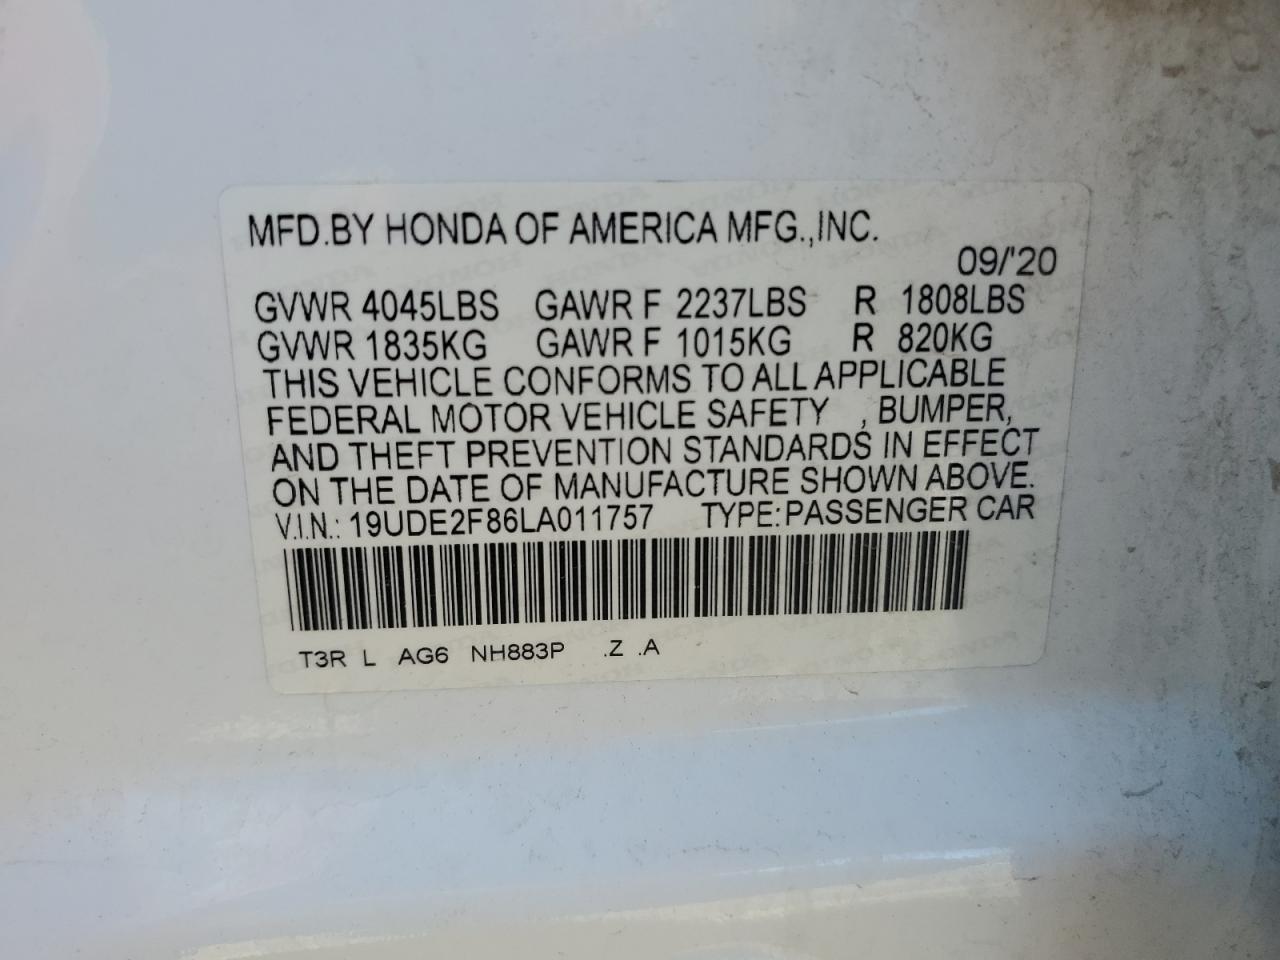 MFD.BY HONDA OF AMERICA MFG.,INC.
09/'20
GVWR 4045LBS GAWR F 2237LBS R 1808LBS
GVWR 1835KG GAWR F 1015KG R 820KG
THIS VEHICLE CONFORMS TO ALL APPLICABLE
FEDERAL MOTOR VEHICLE SAFETY , BUMPER,
AND THEFT PREVENTION STANDARDS IN EFFECT
ON THE DATE OF MANUFACTURE SHOWN ABOVE.
V.I.N.: 19UDE2F86LA011757 TYPE:PASSENGER CAR
T3R L AG6 NH883P .Z .A